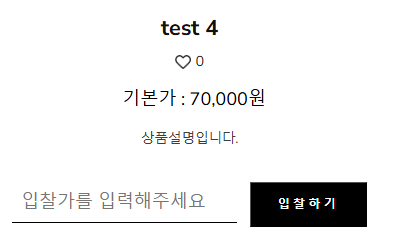 test 4
0
기본가 : 70,000원
상품설명입니다.
입찰가를 입력해주세요
입찰하기